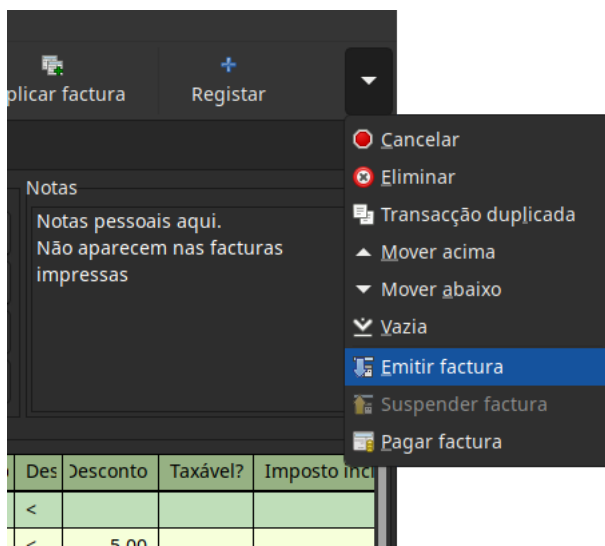 plicar factura
Registar
Cancelar
Eliminar
Transacção duplicada
Mover acima
Mover abaixo
Vazia
Emitir factura
Suspender factura
Pagar factura
Notas
Notas pessoais aqui.
Não aparecem nas facturas
impressas
Des Desconto Taxável? Imposto incl
<
< 5,00